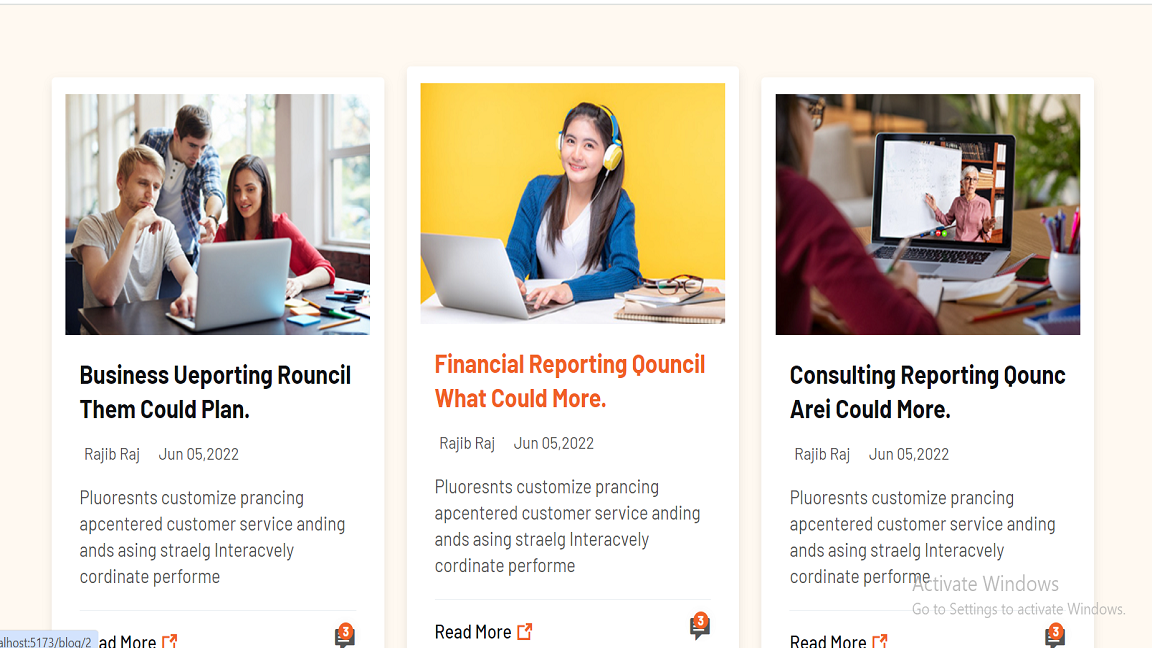 Business Ueporting Rouncil
Them Could Plan.
Rajib Raj Jun 05,2022
Pluoresnts customize prancing
apcentered customer service anding
ands asing straelg Interacvely
cordinate performe
ad More
3
Financial Reporting Qouncil
What Could More.
Rajib Raj Jun 05,2022
Pluoresnts customize prancing
apcentered customer service anding
ands asing straelg Interacvely
cordinate performe
Read More
3
Consulting Reporting Qounc
Arei Could More.
Rajib Raj Jun 05,2022
Pluoresnts customize prancing
apcentered customer service anding
ands asing straelg Interacvely
cordinate performe
Read More
3
Activate Windows
Go to Settings to activate Windows.
alhost:5173/blog/2